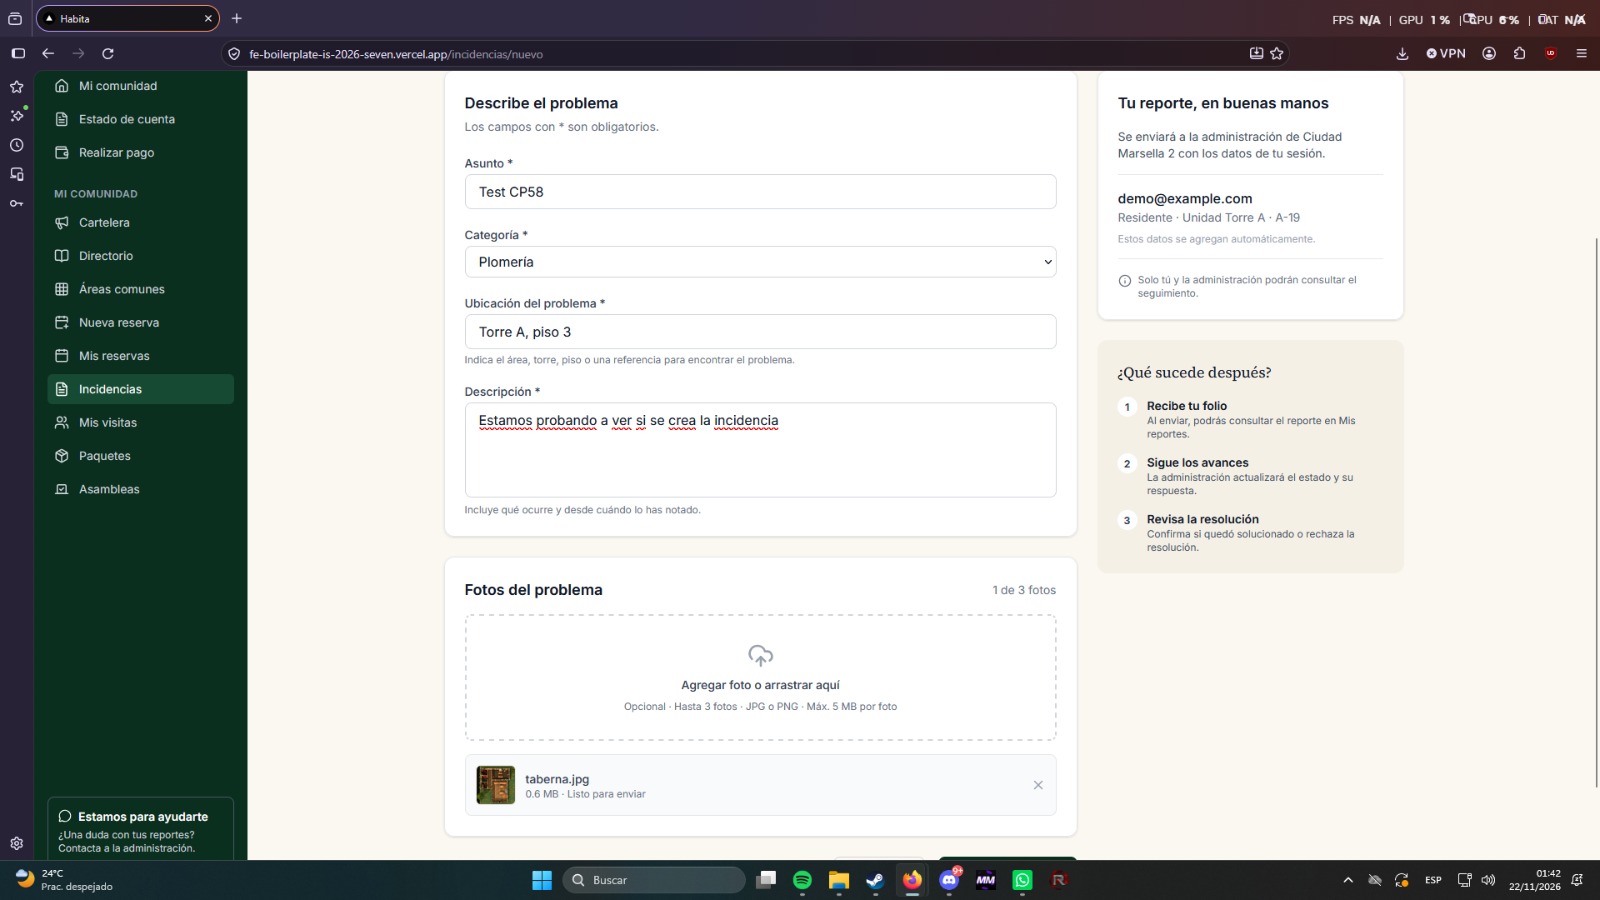 Habita
FPS N/A | GPU 1 % | CPU 6 % | LAT N/A
fe-boilerplate-is-2026-seven.vercel.app/incidencias/nuevo
VPN
Mi comunidad
Estado de cuenta
Realizar pago
MI COMUNIDAD
Cartelera
Directorio
Áreas comunes
Nueva reserva
Mis reservas
Incidencias
Mis visitas
Paquetes
Asambleas
Estamos para ayudarte
¿Una duda con tus reportes?
Contacta a la administración.
Describe el problema
Los campos con * son obligatorios.
Asunto *
Test CP58
Categoría *
Plomería
Ubicación del problema *
Torre A, piso 3
Indica el área, torre, piso o una referencia para encontrar el problema.
Descripción *
Estamos probando a ver si se crea la incidencia
Incluye qué ocurre y desde cuándo lo has notado.
Fotos del problema
1 de 3 fotos
Agregar foto o arrastrar aquí
Opcional · Hasta 3 fotos · JPG o PNG · Máx. 5 MB por foto
taberna.jpg
0.6 MB · Listo para enviar
Tu reporte, en buenas manos
Se enviará a la administración de Ciudad
Marsella 2 con los datos de tu sesión.
demo@example.com
Residente · Unidad Torre A · A-19
Estos datos se agregan automáticamente.
Solo tú y la administración podrán consultar el
seguimiento.
¿Qué sucede después?
1 Recibe tu folio
Al enviar, podrás consultar el reporte en Mis
reportes.
2 Sigue los avances
La administración actualizará el estado y su
respuesta.
3 Revisa la resolución
Confirma si quedó solucionado o rechaza la
resolución.
24°C
Prac. despejado
Buscar
9+
MM
ESP
01:42
22/11/2026